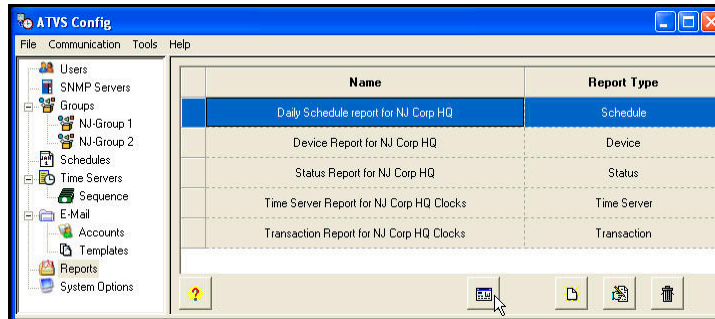 ATVS Config
File Communication Tools Help
Users
SNMP Servers
Groups
NJ-Group 1
NJ-Group 2
Schedules
Time Servers
Sequence
E-Mail
Accounts
Templates
Reports
System Options
Name Report Type
Daily Schedule report for NJ Corp HQ Schedule
Device Report for NJ Corp HQ Device
Status Report for NJ Corp HQ Status
Time Server Report for NJ Corp HQ Clocks Time Server
Transaction Report for NJ Corp HQ Clocks Transaction
?